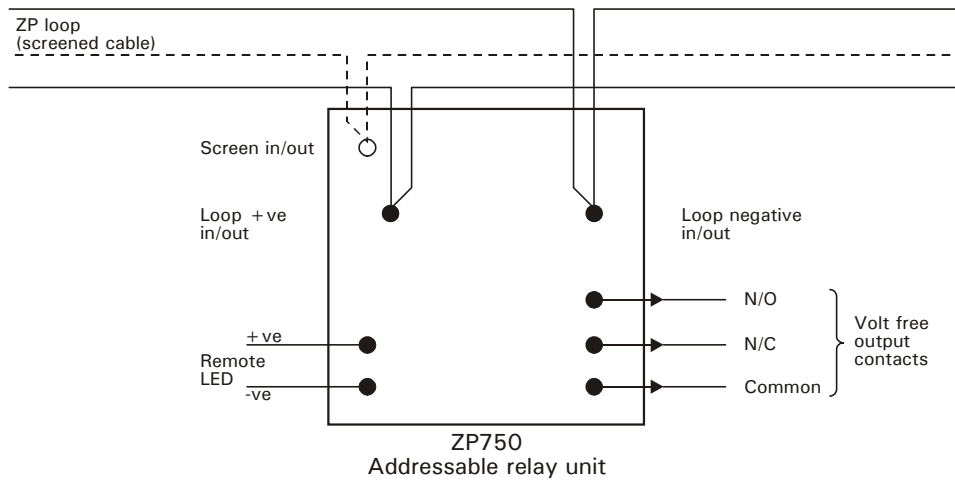 ZP loop
(screened cable)
Screen in/out
Loop +ve
in/out
Loop negative
in/out
N/O
+ve
N/C
Volt free
output
contacts
Remote
LED
-ve
Common
ZP750
Addressable relay unit